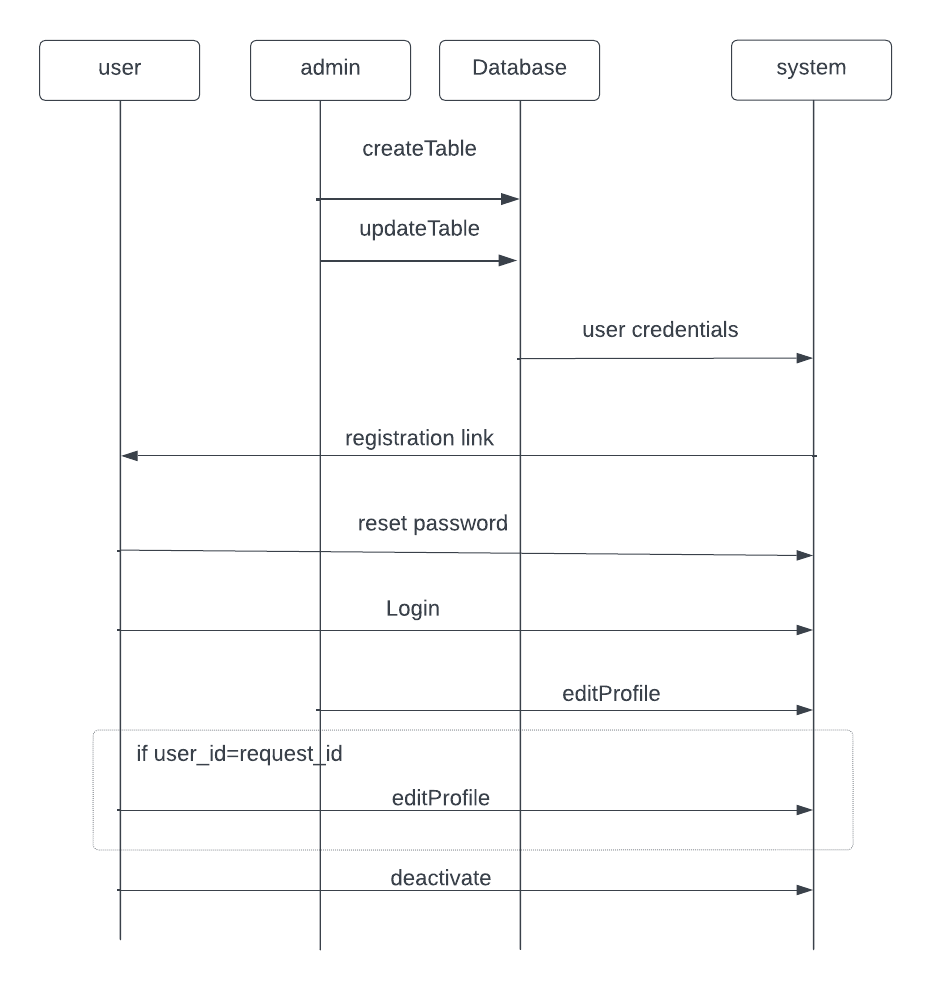 user
admin
Database
system
createTable
updateTable
user credentials
registration link
reset password
Login
editProfile
if user_id=request_id
editProfile
deactivate